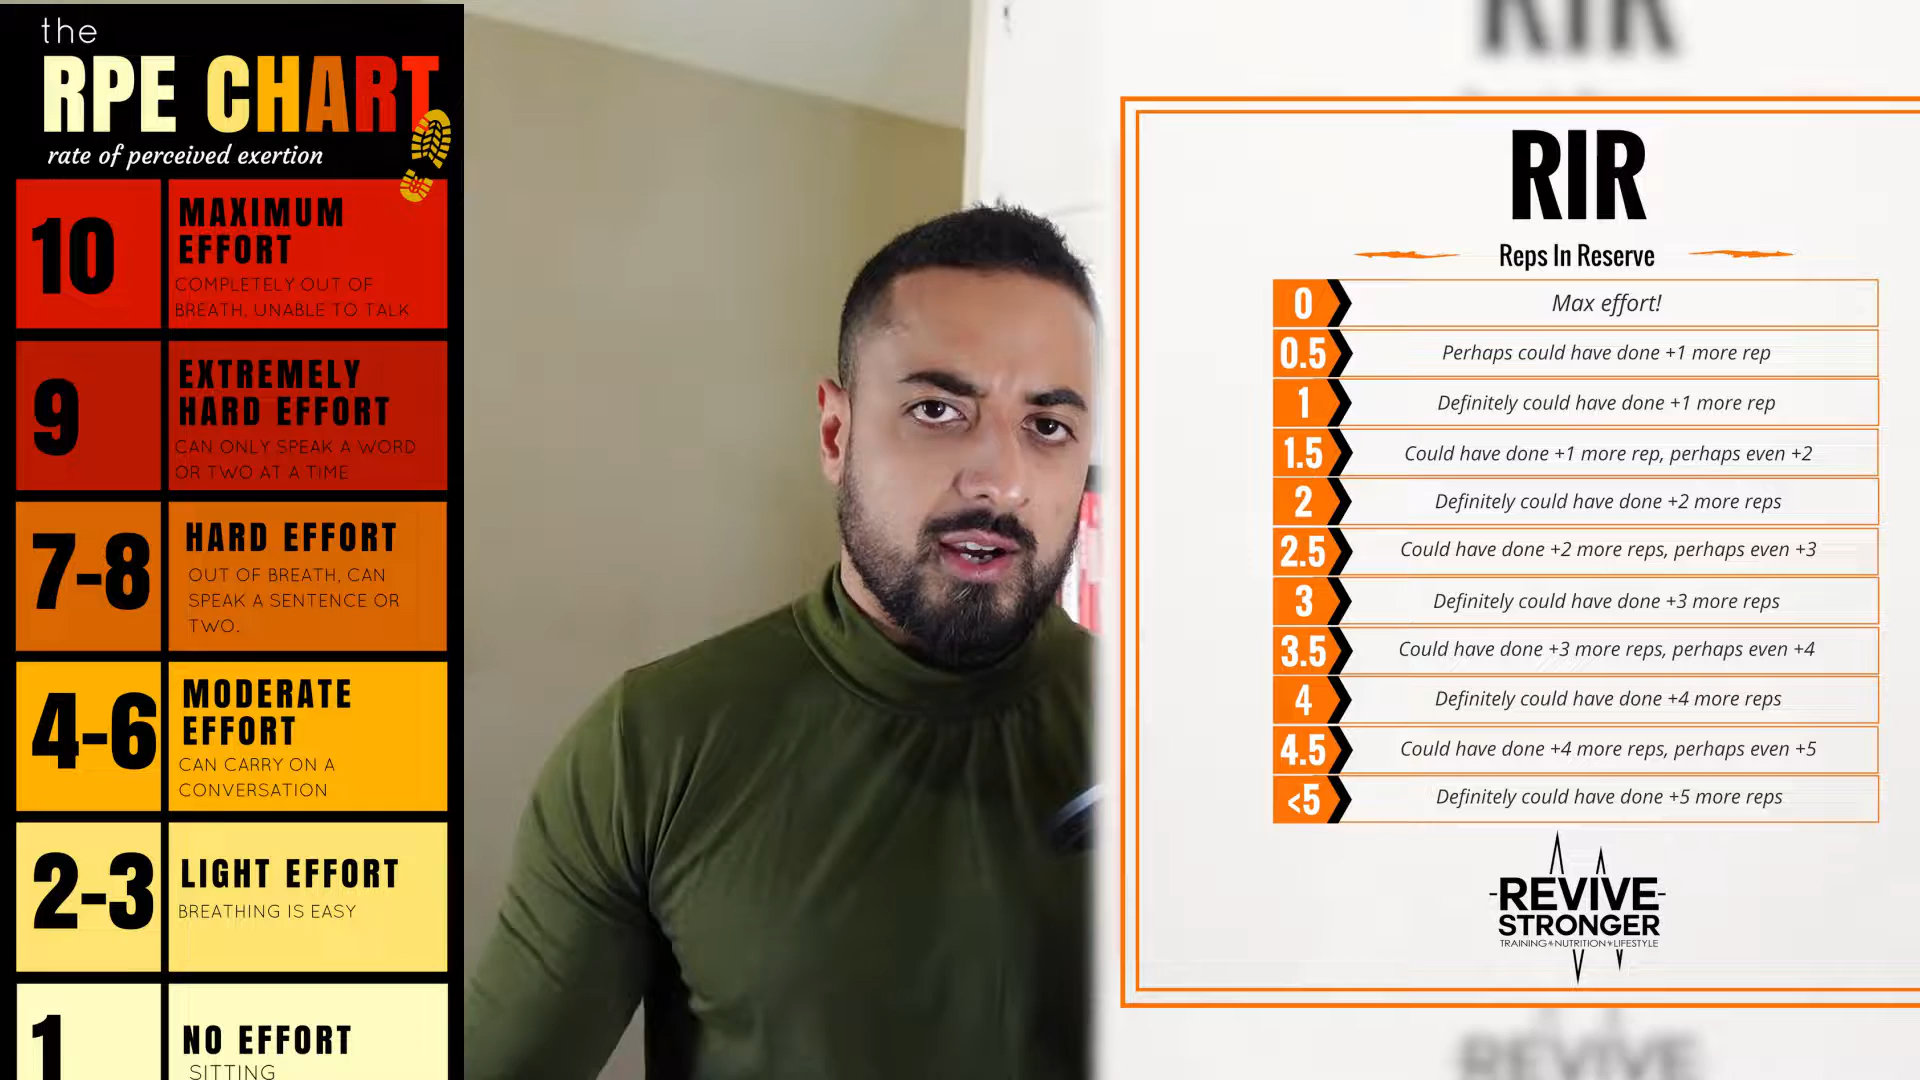 the
RPE CHART
rate of perceived exertion
10
MAXIMUM
EFFORT
COMPLETELY OUT OF
BREATH, UNABLE TO TALK
9
EXTREMELY
HARD EFFORT
CAN ONLY SPEAK A WORD
OR TWO AT A TIME
7-8
HARD EFFORT
OUT OF BREATH, CAN
SPEAK A SENTENCE OR
TWO.
4-6
MODERATE
EFFORT
CAN CARRY ON A
CONVERSATION
2-3
LIGHT EFFORT
BREATHING IS EASY
1
NO EFFORT
SITTING
RIR
RIR
Reps In Reserve
0 Max effort!
0.5 Perhaps could have done +1 more rep
1 Definitely could have done +1 more rep
1.5 Could have done +1 more rep, perhaps even +2
2 Definitely could have done +2 more reps
2.5 Could have done +2 more reps, perhaps even +3
3 Definitely could have done +3 more reps
3.5 Could have done +3 more reps, perhaps even +4
4 Definitely could have done +4 more reps
4.5 Could have done +4 more reps, perhaps even +5
<5 Definitely could have done +5 more reps
-REVIVE-
STRONGER
TRAINING NUTRITION LIFESTYLE
REVIVE